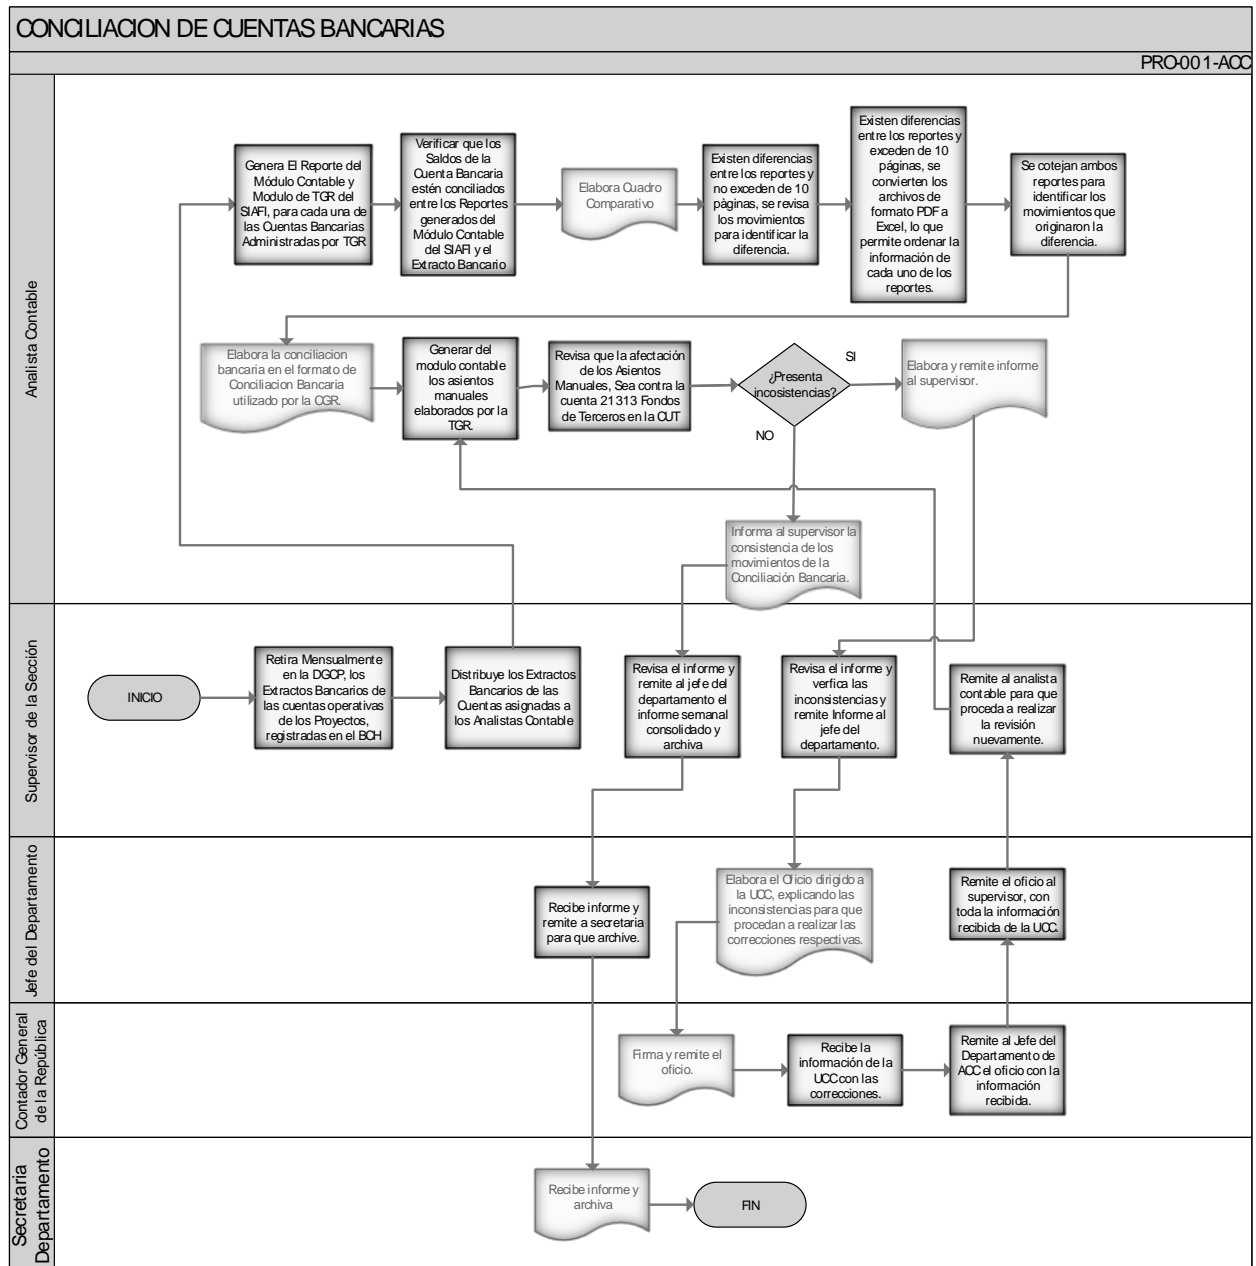 CONCILIACION DE CUENTAS BANCARIAS
PRO-001-ACC
Analista Contable
Genera El Reporte del
Módulo Contable y
Modulo de TGR del
SIAFI, para cada una de
las Cuentas Bancarias
Administradas por TGR
Verificar que los
Saldos de la
Cuenta Bancaria
estén conciliados
entre los Reportes
generados del
Módulo Contable
del SIAFI y el
Extracto Bancario
Elabora Cuadro
Comparativo
Existen diferencias
entre los reportes y
no exceden de 10
pàginas, se revisa
los movimientos
para identificar la
diferencia.
Existen diferencias
entre los reportes y
exceden de 10
páginas, se
convierten los
archivos de
formato PDF a
Excel, lo que
permite ordenar la
información de
cada uno de los
reportes.
Se cotejan ambos
reportes para
identificar los
movimientos que
originaron la
diferencia.
Elabora la conciliacion
bancaria en el formato de
Conciliacion Bancaria
utilizado por la CGR.
Generar del
modulo contable
los asientos
manuales
elaborados por la
TGR.
Revisa que la afectación
de los Asientos
Manuales, Sea contra la
cuenta 21313 Fondos
de Terceros en la CUT
¿Presenta
incosistencias?
SI
NO
Elabora y remite informe
al supervisor.
Informa al supervisor la
consistencia de los
movimientos de la
Conciliación Bancaria.
Supervisor de la Sección
INICIO
Retira Mensualmente
en la DGCP, los
Extractos Bancarios de
las cuentas operativas
de los Proyectos,
registradas en el BCH
Distribuye los Extractos
Bancarios de las
Cuentas asignadas a
los Analistas Contable
Revisa el informe y
remite al jefe del
departamento el
informe semanal
consolidado y
archiva
Revisa el informe y
verfica las
inconsistencias y
remite Informe al
jefe del
departamento.
Remite al analista
contable para que
proceda a realizar
la revisión
nuevamente.
Jefe del Departamento
Recibe informe y
remite a secretaria
para que archive.
Elabora el Oficio dirigido a
la UCC, explicando las
inconsistencias para que
procedan a realizar las
correcciones respectivas.
Remite el oficio al
supervisor, con
toda la información
recibida de la UCC.
Contador General
de la República
Firma y remite el
oficio.
Recibe la
información de la
UCC con las
correcciones.
Remite al Jefe del
Departamento de
ACC el oficio con la
información
recibida.
Secretaria
Departamento
Recibe informe y
archiva
FIN